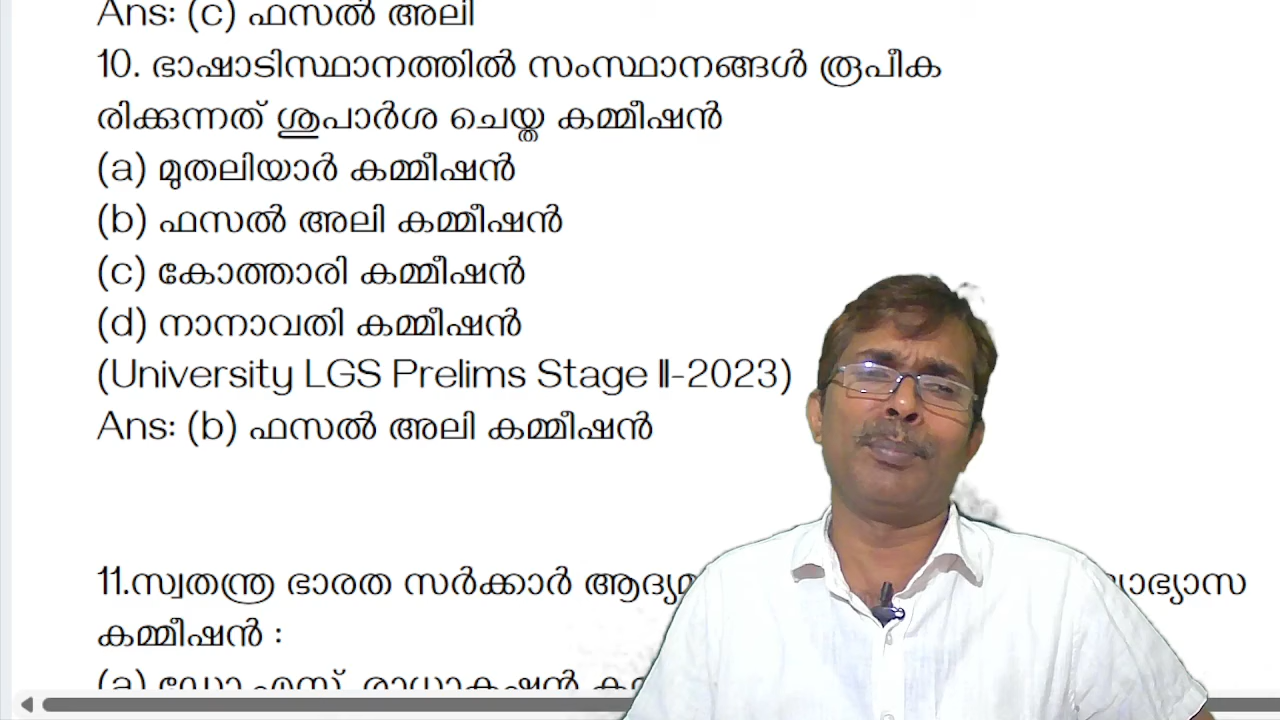 Ans: (c) ഫസൽ അലി
10. ഭാഷാടിസ്ഥാനത്തിൽ സംസ്ഥാനങ്ങൾ രൂപീക
രിക്കുന്നത് ശുപാർശ ചെയ്ത കമ്മീഷൻ
(a) മുതലിയാർ കമ്മീഷൻ
(b) ഫസൽ അലി കമ്മീഷൻ
(c) കോത്താരി കമ്മീഷൻ
(d) നാനാവതി കമ്മീഷൻ
(University LGS Prelims Stage II-2023)
Ans: (b) ഫസൽ അലി കമ്മീഷൻ
11.സ്വതന്ത്ര ഭാരത സർക്കാർ
കമ്മീഷൻ :
(a) ഡോ.എസ്. രാധാകൃഷ്ണൻ